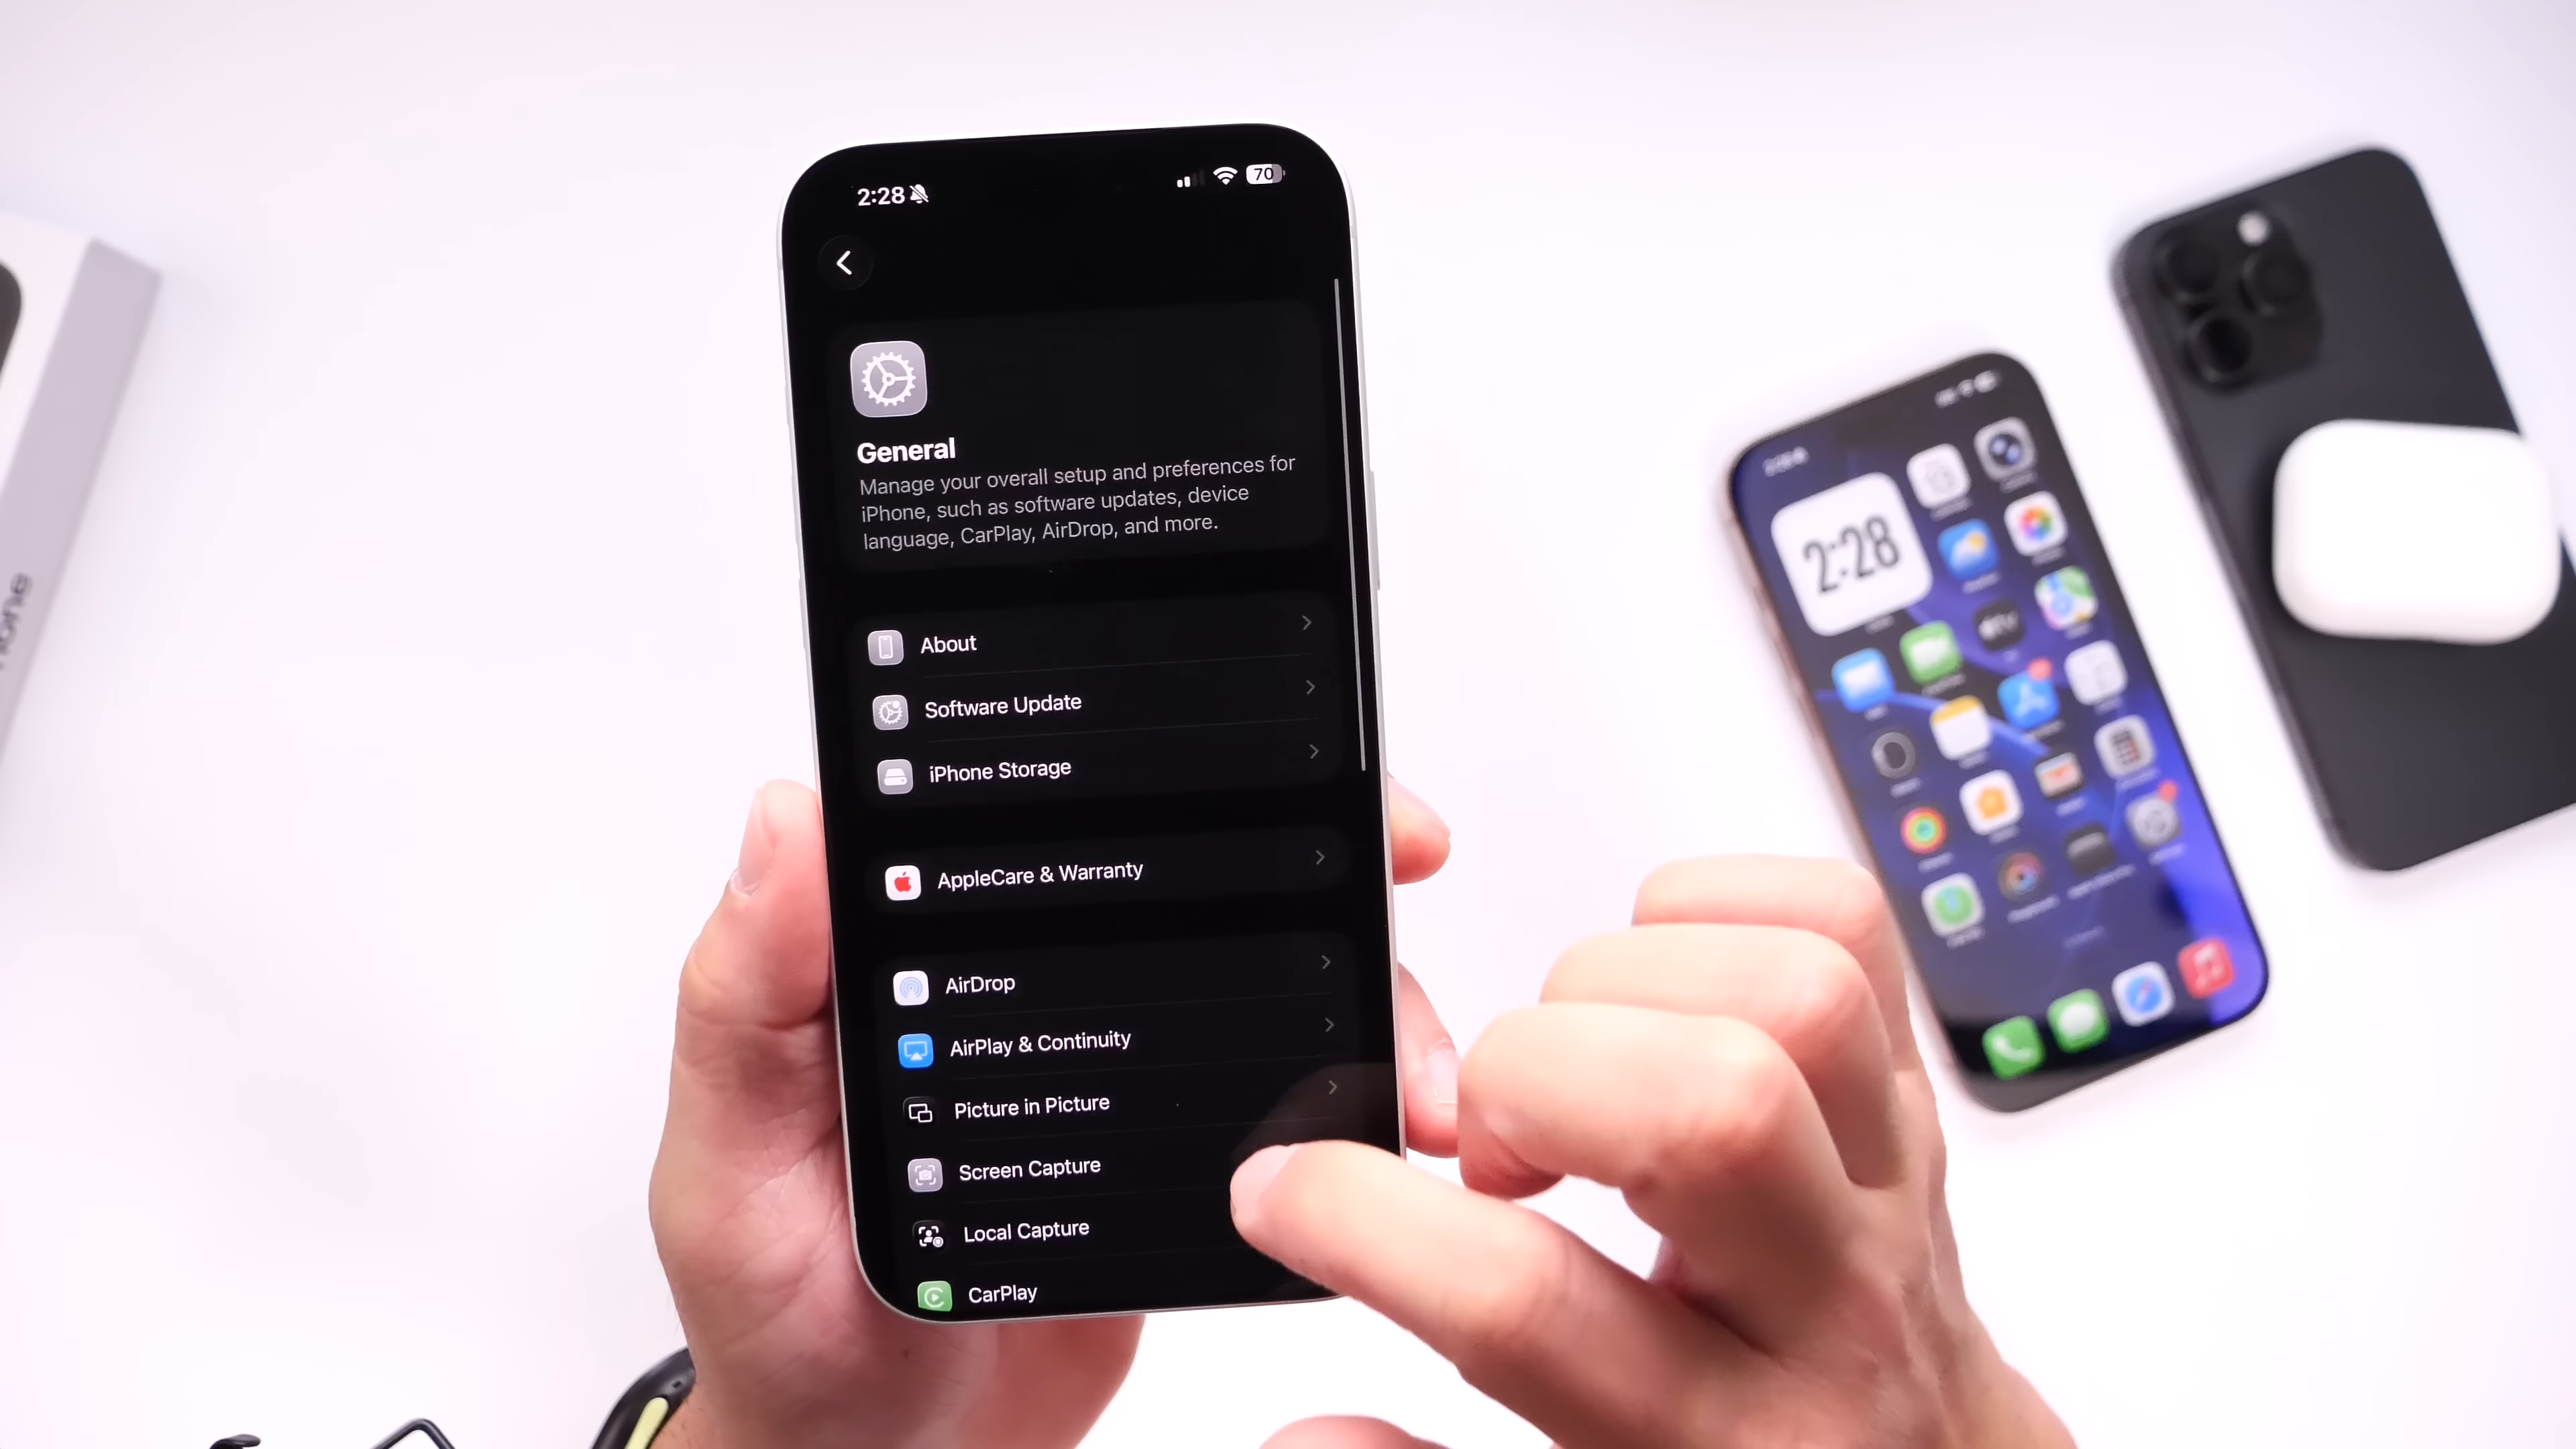 2:28
70
General
Manage your overall setup and preferences for
iPhone, such as software updates, device
language, CarPlay, AirDrop, and more.
About
Software Update
iPhone Storage
AppleCare & Warranty
AirDrop
AirPlay & Continuity
Picture in Picture
Screen Capture
Local Capture
CarPlay
2:28